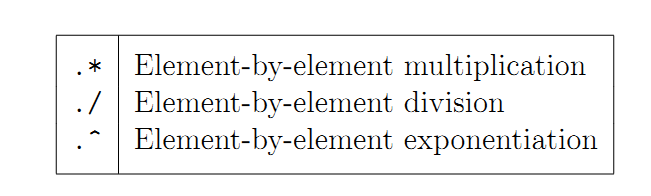 .* Element-by-element multiplication
./ Element-by-element division
.^ Element-by-element exponentiation